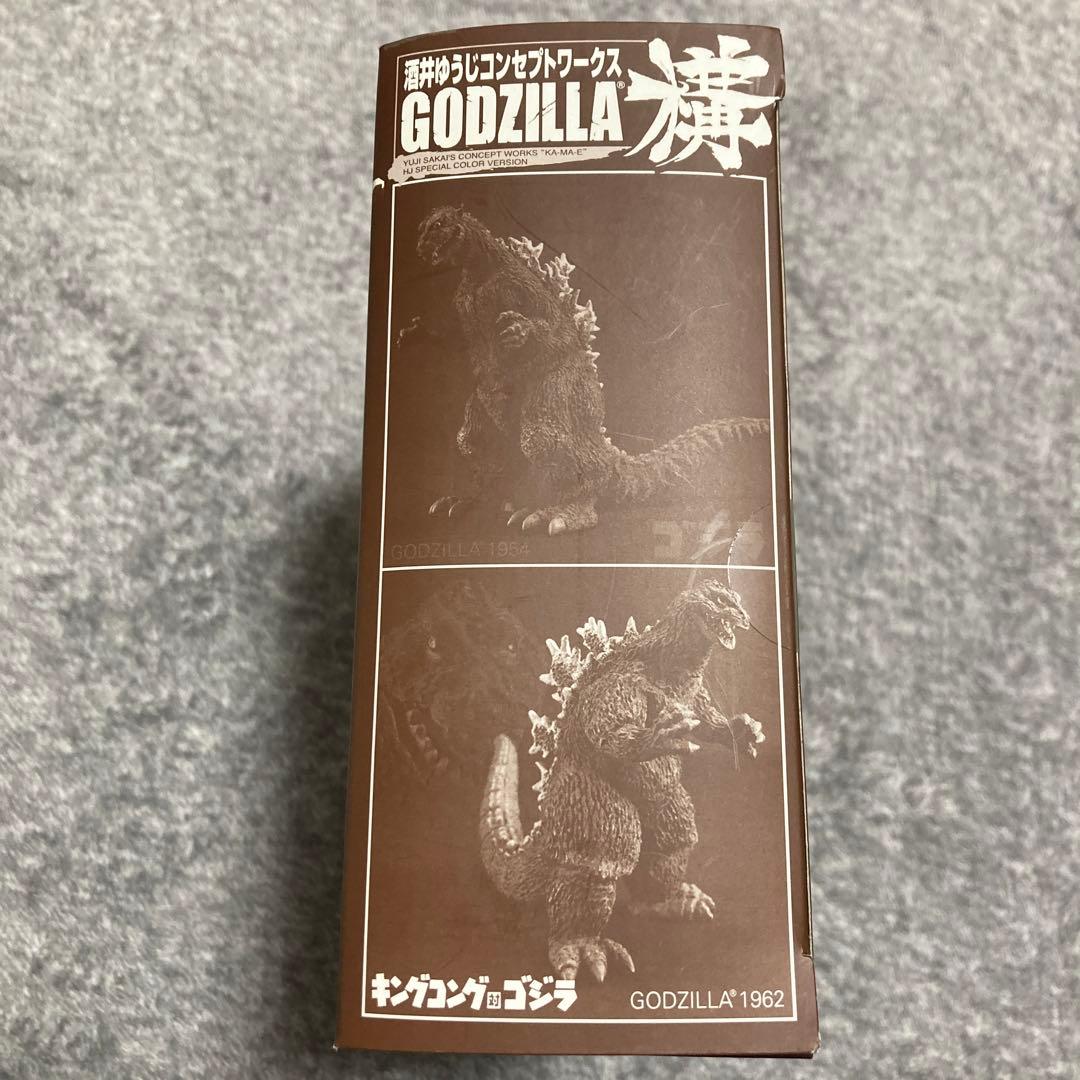 酒井ゆうじコンセプトワークス
GODZILLA®
構
YUJI SAKAI'S CONCEPT WORKS "KA-MA-E"
HJ SPECIAL COLOR VERSION
GODZILLA 1954
ゴジラ
キングコング対ゴジラ
GODZILLA® 1962